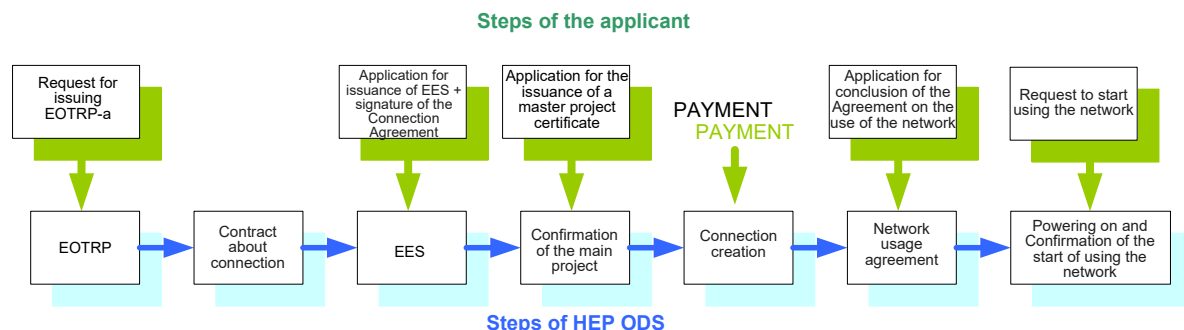 Steps of the applicant
Request for
issuing
EOTRP-a
Application for
issuance of EES +
signature of the
Connection
Agreement
Application for the
issuance of a
master project
certificate
PAYMENT
PAYMENT
Application for
conclusion of the
Agreement on the
use of the network
Request to start
using the network
EOTRP
Contract
about
connection
EES
Confirmation
of the main
project
Connection
creation
Network
usage
agreement
Powering on and
Confirmation of the
start of using the
network
Steps of HEP ODS